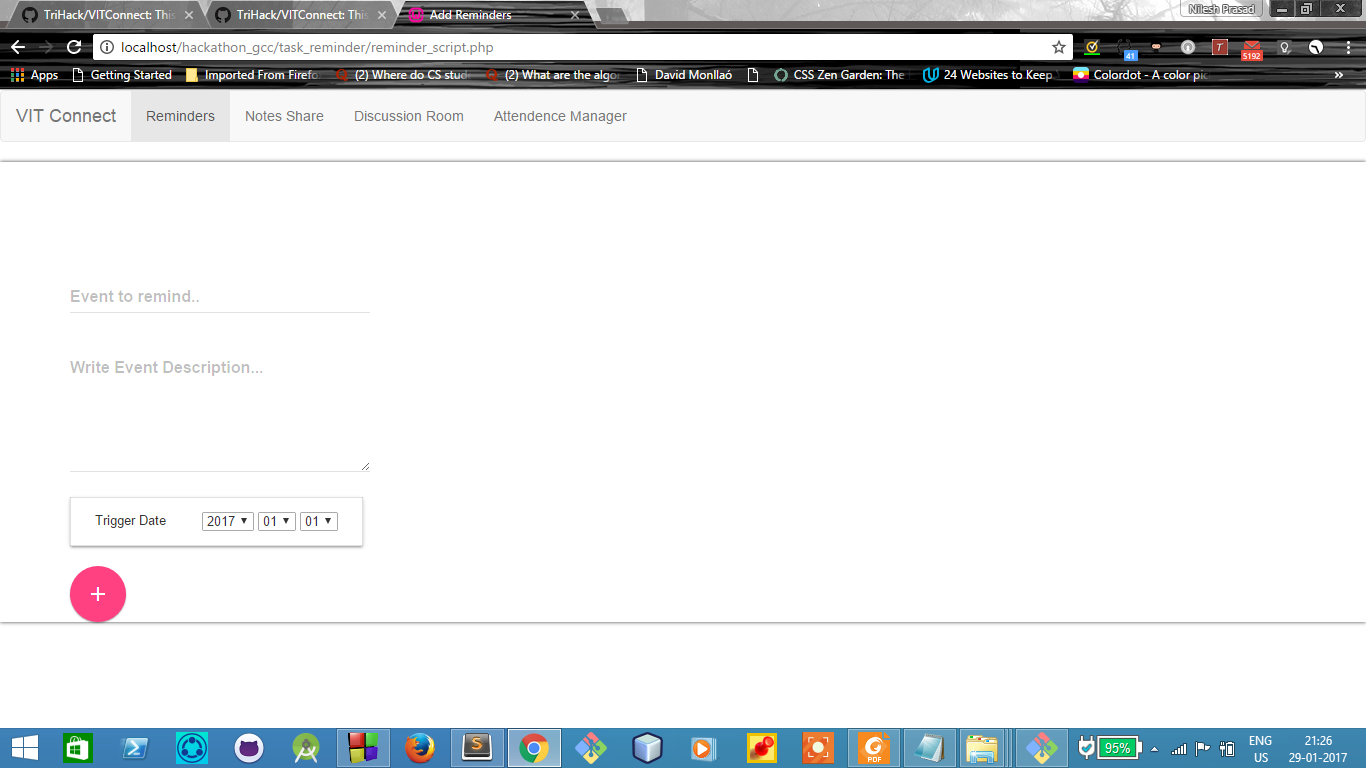 TriHack/VITConnect: This
TriHack/VITConnect: This
Add Reminders
Nilesh Prasad
localhost/hackathon_gcc/task_reminder/reminder_script.php
41
T
5192
Apps
Getting Started
Imported From Firefo
(2) Where do CS stud
(2) What are the algo
David Monllaó
CSS Zen Garden: The
24 Websites to Keep
Colordot - A color pic
»
VIT Connect
Reminders
Notes Share
Discussion Room
Attendence Manager
Event to remind..
Write Event Description...
Trigger Date
2017
01
01
+
S
PDF
95%
ENG
US
21:26
29-01-2017